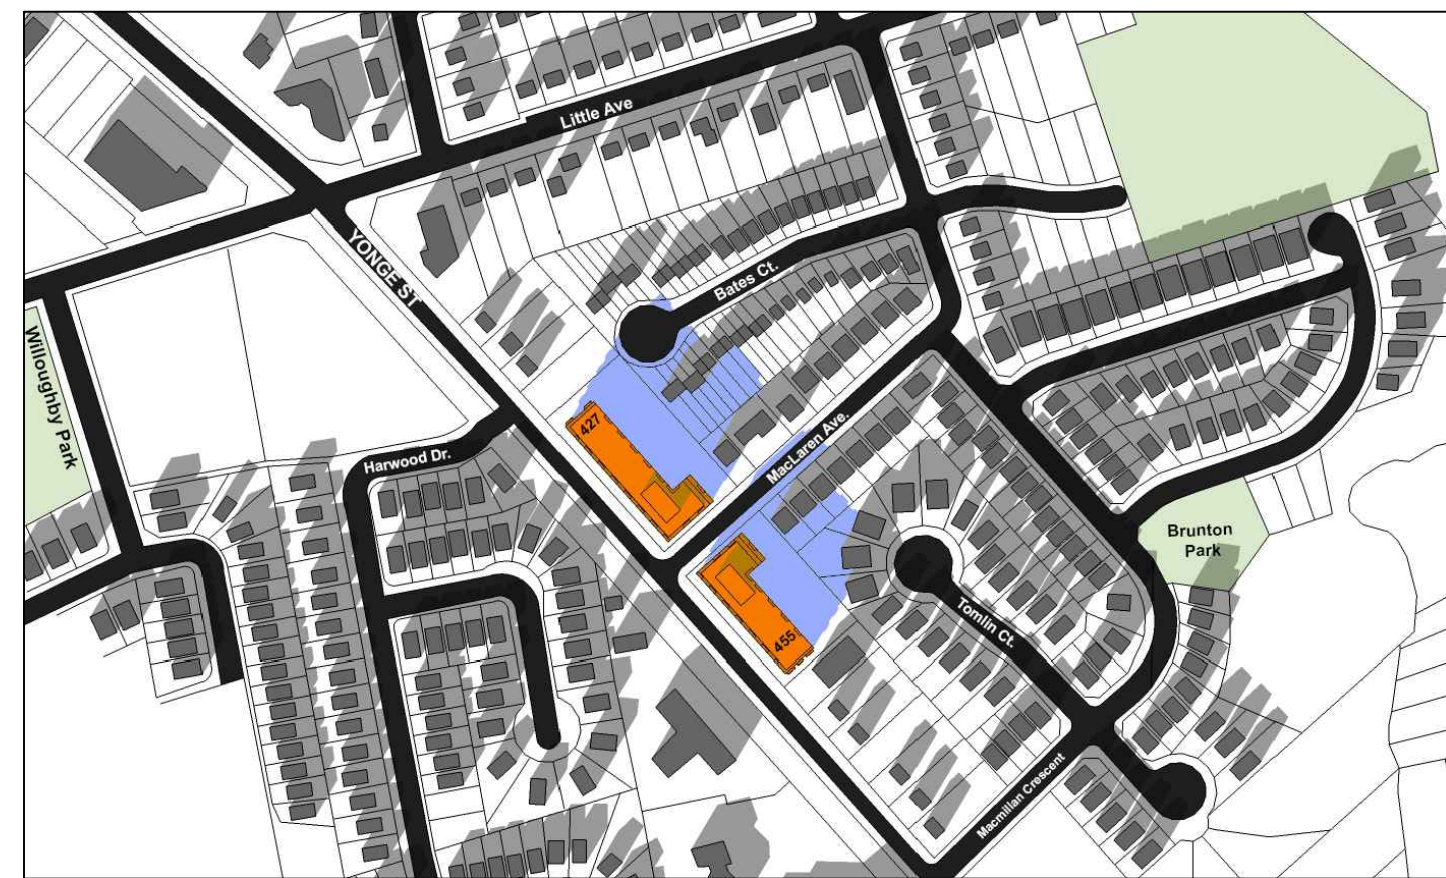 Little Ave
YONGE ST
Bates Ct.
Willoughby Park
427
MacLaren Ave.
Harwood Dr.
Brunton
Park
Tomlin Ct.
455
Macmillan Crescent